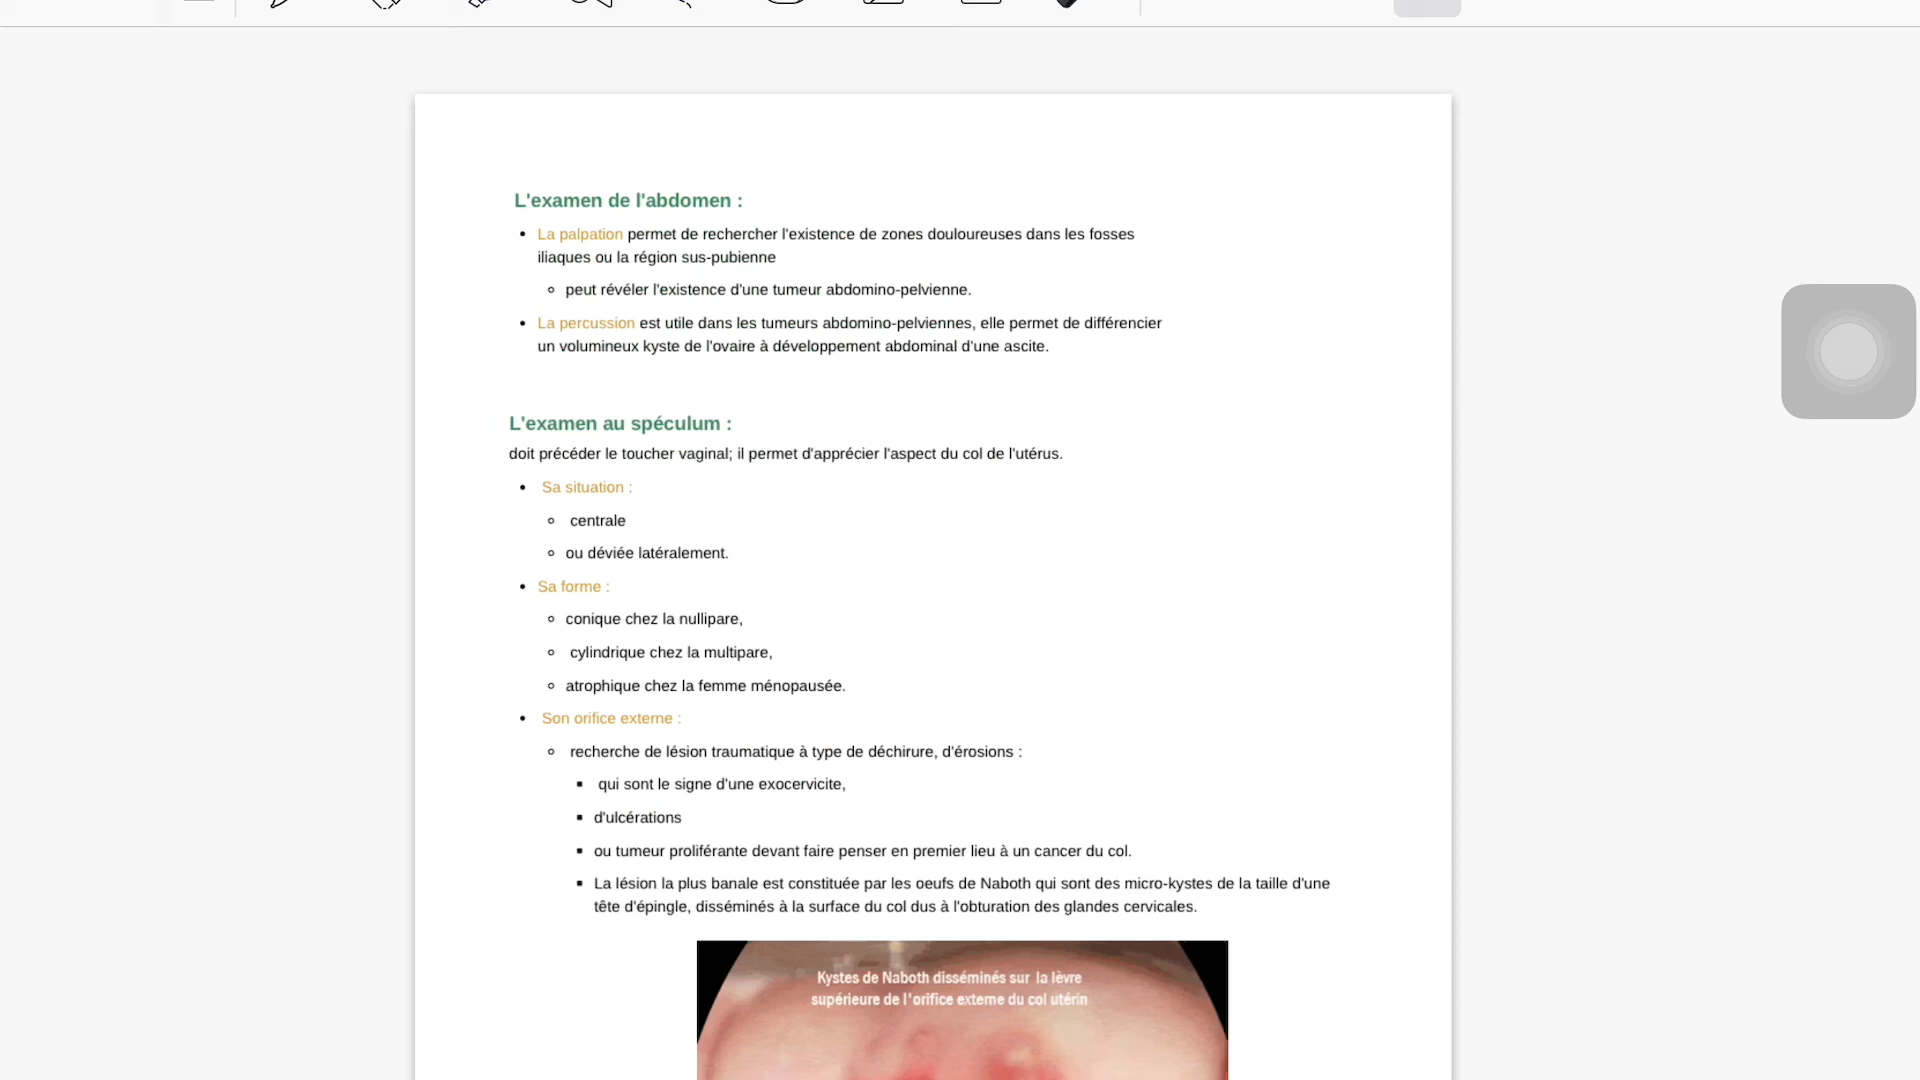 L'examen de l'abdomen :
• La palpation permet de rechercher l'existence de zones douloureuses dans les fosses
iliaques ou la région sus-pubienne
◦ peut révéler l'existence d'une tumeur abdomino-pelvienne.
• La percussion est utile dans les tumeurs abdomino-pelviennes, elle permet de différencier
un volumineux kyste de l'ovaire à développement abdominal d'une ascite.
L'examen au spéculum :
doit précéder le toucher vaginal; il permet d'apprécier l'aspect du col de l'utérus.
• Sa situation :
◦ centrale
◦ ou déviée latéralement.
• Sa forme :
◦ conique chez la nullipare,
◦ cylindrique chez la multipare,
◦ atrophique chez la femme ménopausée.
• Son orifice externe :
◦ recherche de lésion traumatique à type de déchirure, d'érosions :
▪ qui sont le signe d'une exocervicite,
▪ d'ulcérations
▪ ou tumeur proliférante devant faire penser en premier lieu à un cancer du col.
▪ La lésion la plus banale est constituée par les oeufs de Naboth qui sont des micro-kystes de la taille d'une
tête d'épingle, disséminés à la surface du col dus à l'obturation des glandes cervicales.
Kystes de Naboth disséminés sur la lèvre
supérieure de l'orifice externe du col utérin